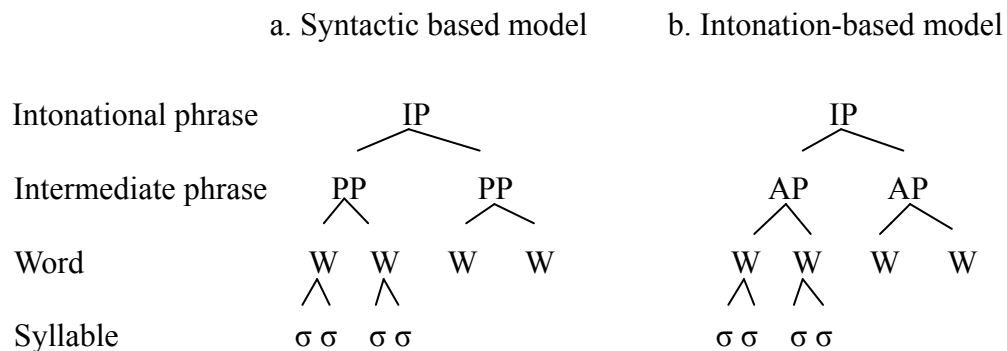 a. Syntactic based model b. Intonation-based model
Intonational phrase IP IP
Intermediate phrase PP PP AP AP
Word W W W W W W W W
Syllable σ σ σ σ σ σ σ σ